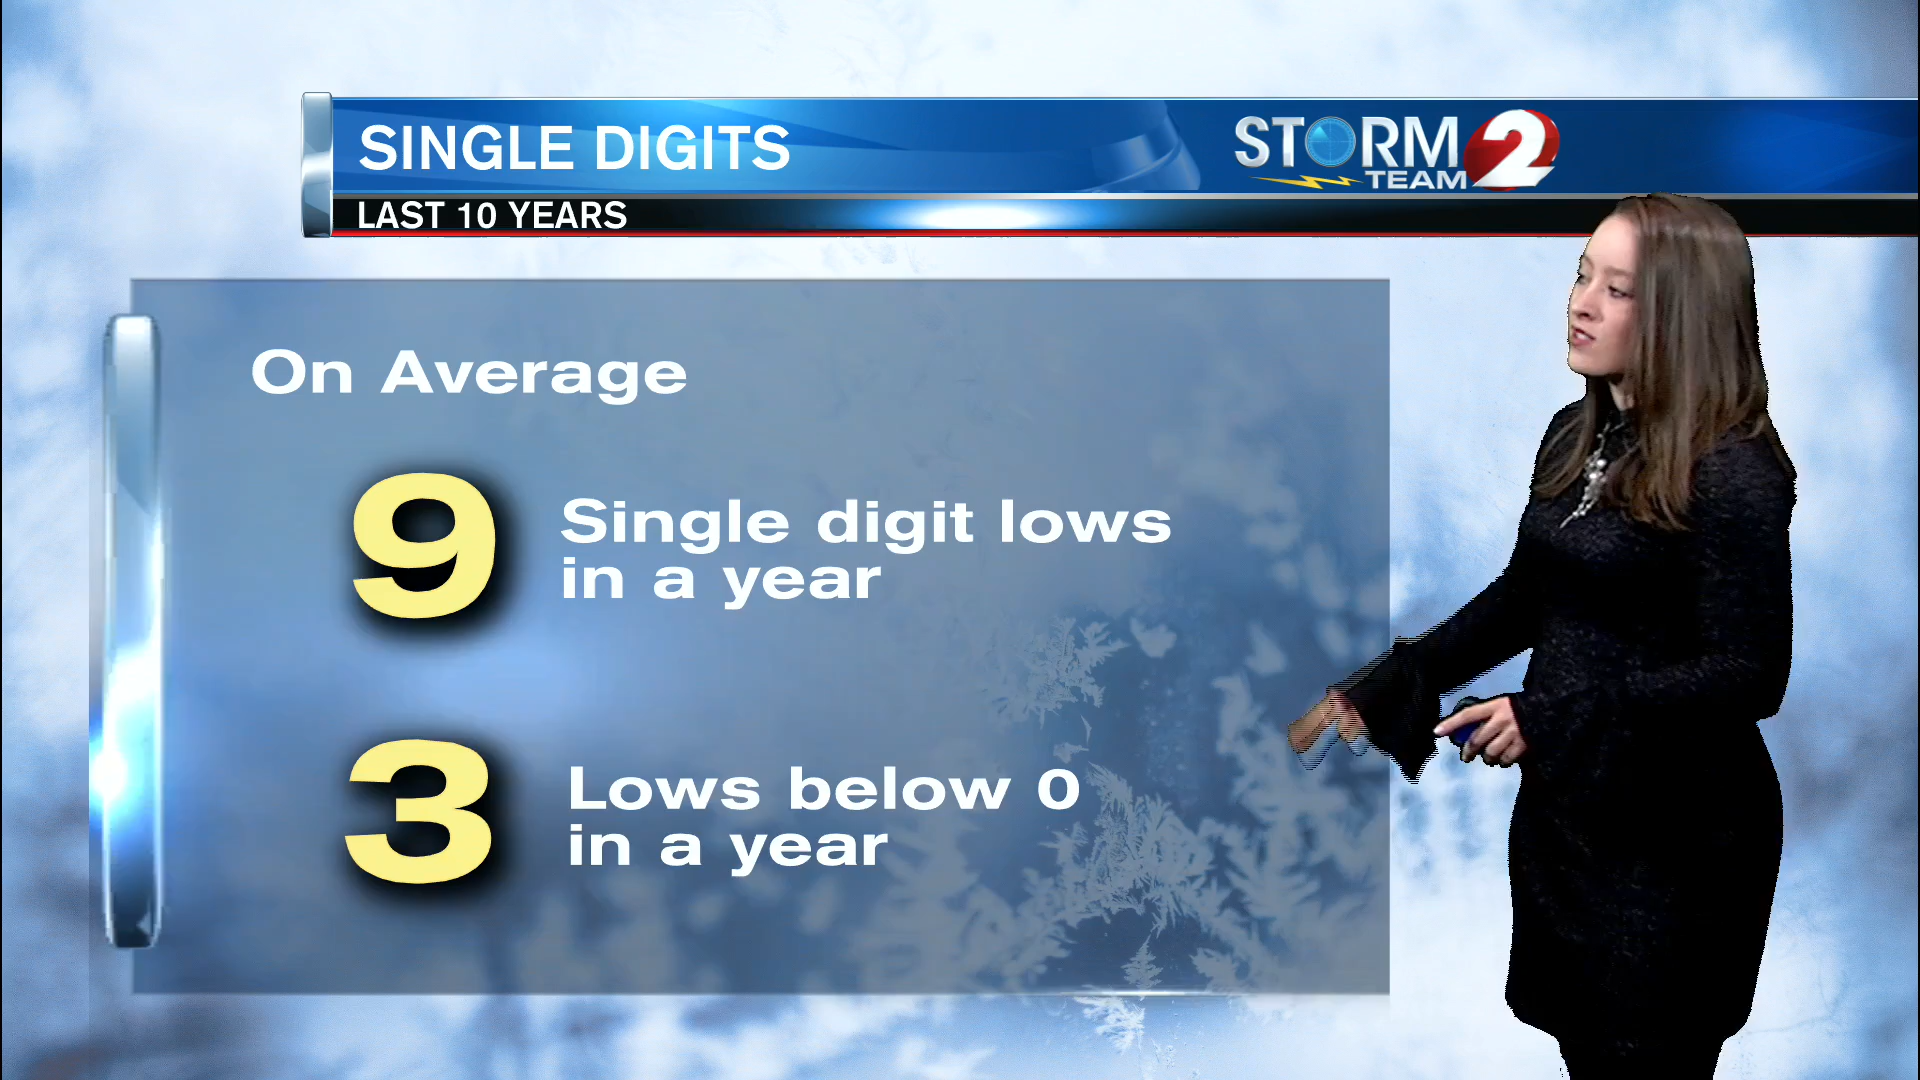 SINGLE DIGITS
STORM
TEAM 2
LAST 10 YEARS
On Average
9
Single digit lows
in a year
3
Lows below 0
in a year